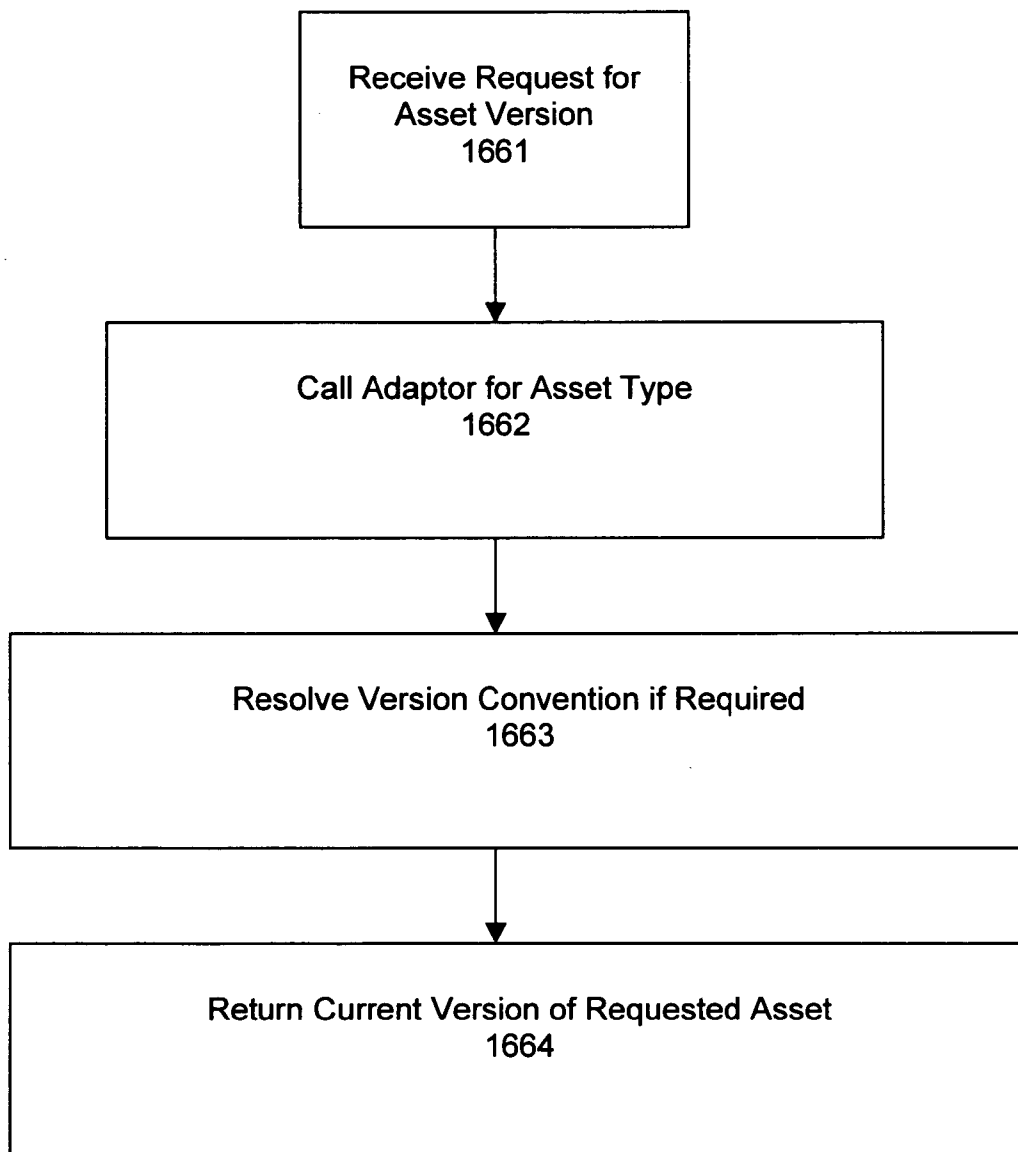 Receive Request for
Asset Version
1661
Call Adaptor for Asset Type
1662
Resolve Version Convention if Required
1663
Return Current Version of Requested Asset
1664